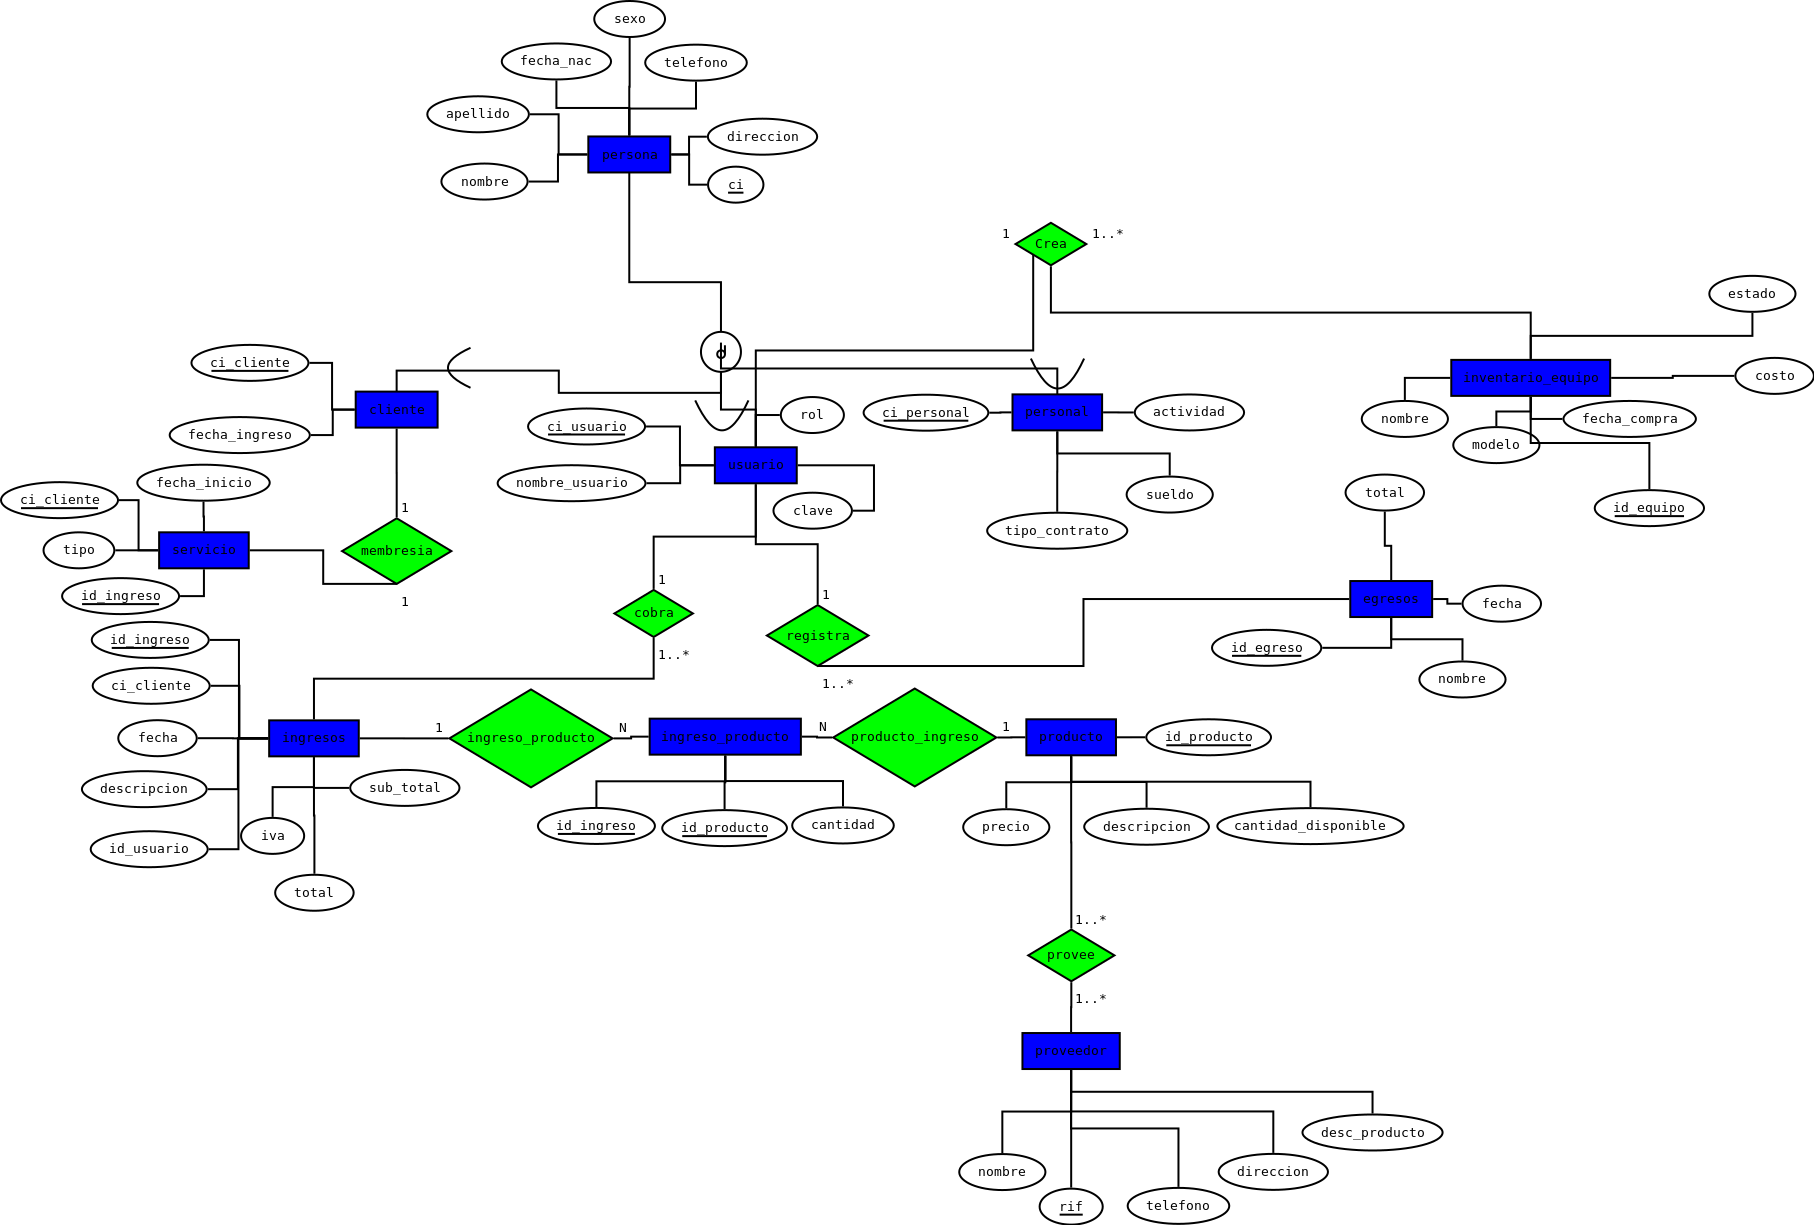 sexo
fecha_nac
telefono
apellido
direccion
persona
nombre
ci
1
Crea
1..*
estado
d
ci_cliente
cliente
inventario_equipo
costo
rol
ci_personal
personal
actividad
nombre
fecha_compra
ci_usuario
fecha_ingreso
modelo
usuario
fecha_inicio
nombre_usuario
sueldo
total
ci_cliente
1
clave
id_equipo
tipo_contrato
tipo
servicio
membresia
1
1
id_ingreso
1
cobra
egresos
fecha
registra
id_ingreso
1..*
id_egreso
ci_cliente
1..*
nombre
fecha
ingresos
1
ingreso_producto
N
ingreso_producto
N
producto_ingreso
1
producto
id_producto
descripcion
sub_total
iva
id_ingreso
id_producto
cantidad
precio
descripcion
cantidad_disponible
id_usuario
total
1..*
provee
1..*
proveedor
desc_producto
nombre
direccion
rif
telefono